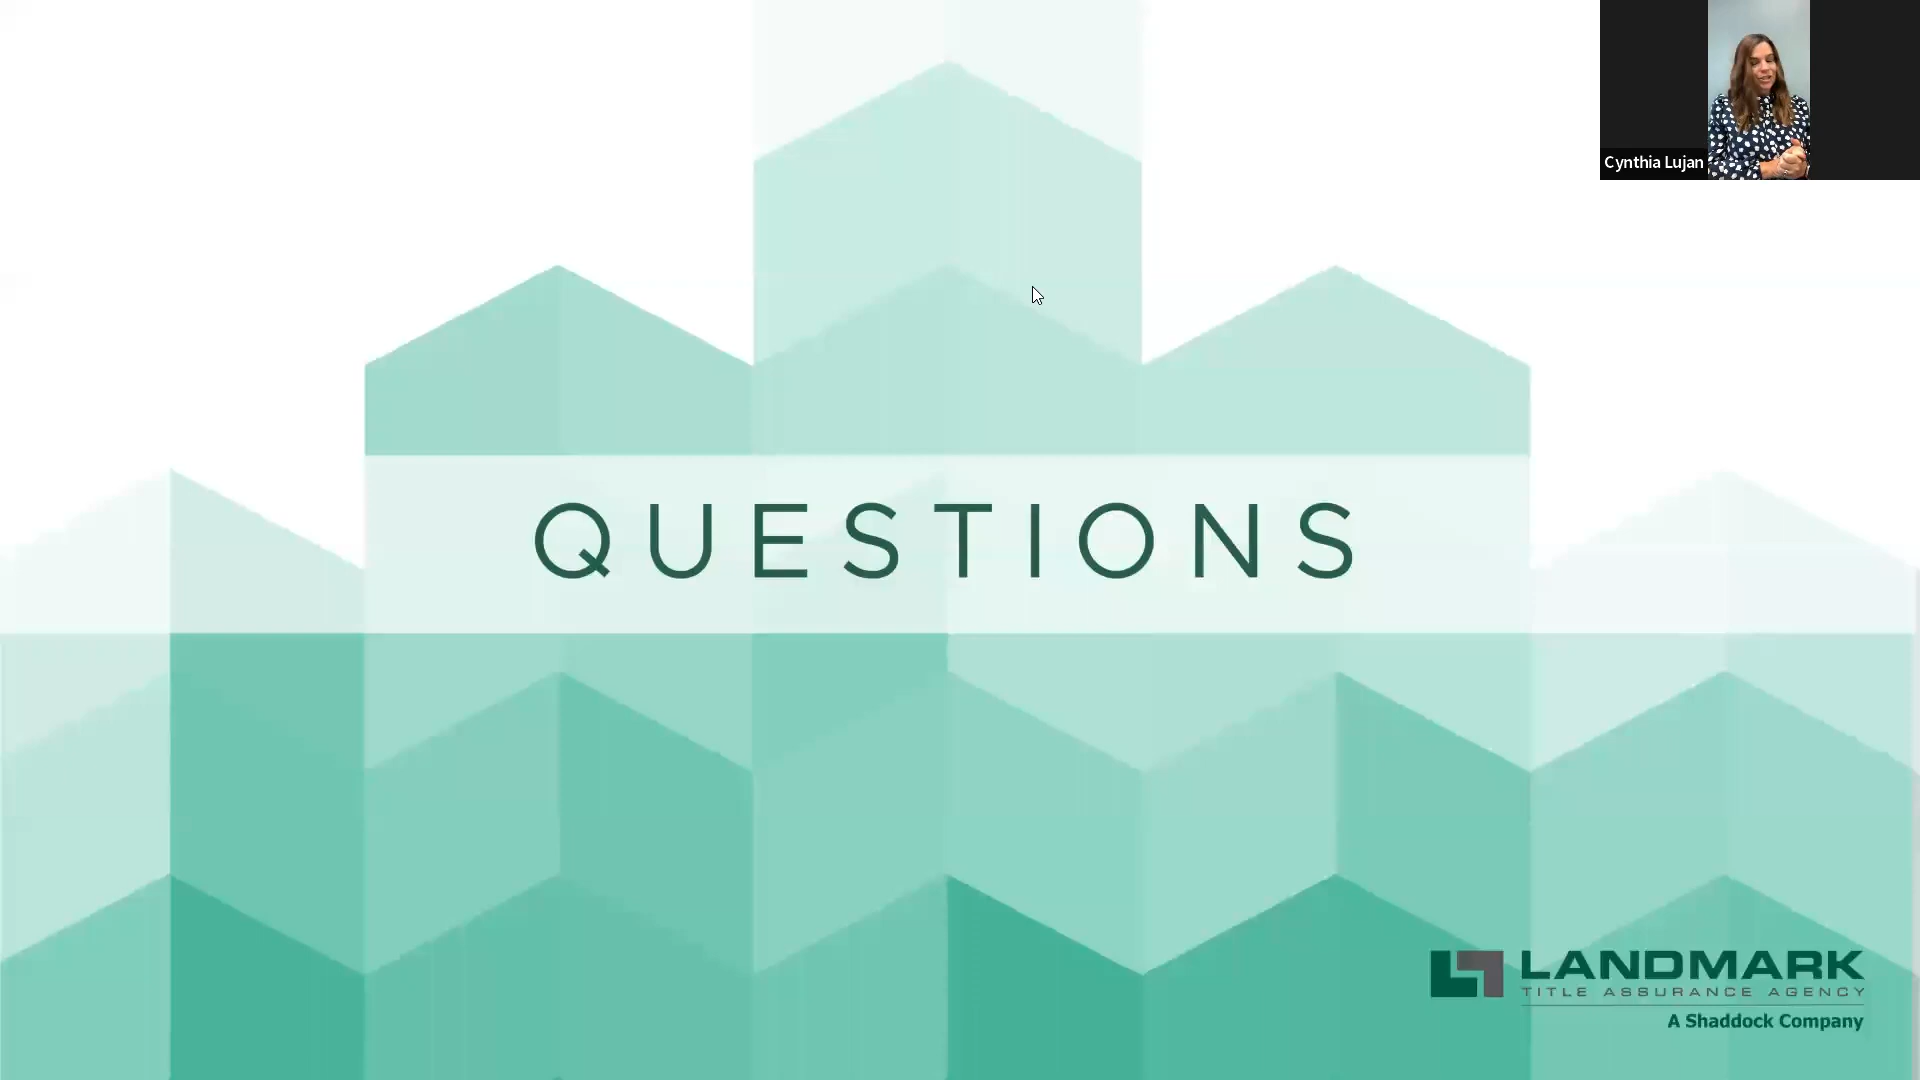 Cynthia Lujan
QUESTIONS
LANDMARK
TITLE ASSURANCE AGENCY
A Shaddock Company